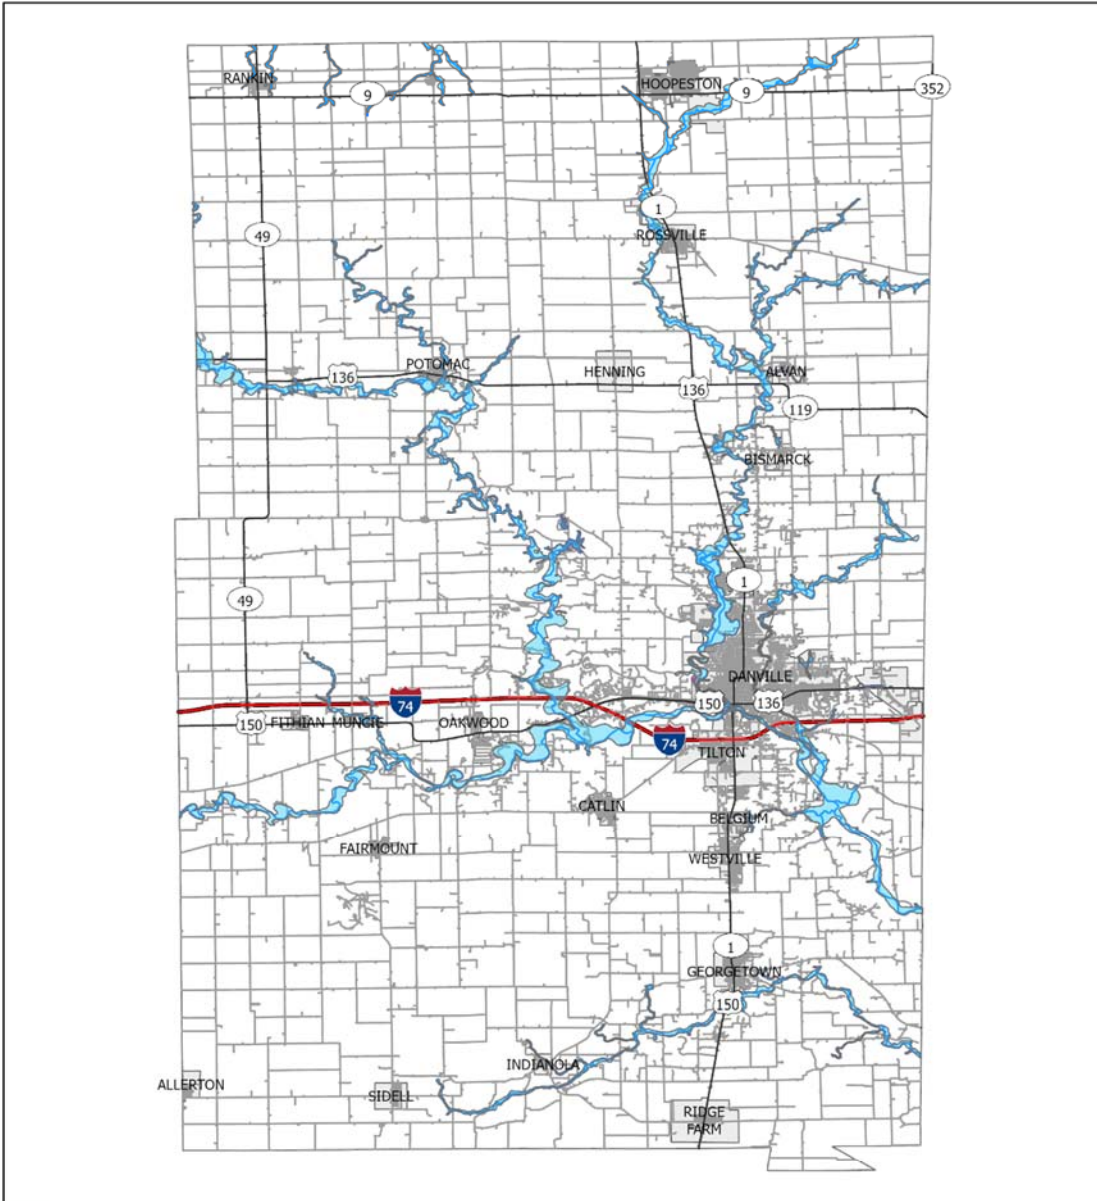 RANKIN
HOOPESTON
9
9
352
1
ROSSVILLE
49
POTOMAC
136
HENNING
ALVAN
136
119
BISMARCK
1
49
DANVILLE
74
150
136
150
FITHIAN MUNCIE
OAKWOOD
74
TILTON
CATLIN
BELGIUM
FAIRMOUNT
WESTVILLE
1
GEORGETOWN
150
INDIANOLA
ALLERTON
SIDELL
RIDGE
FARM